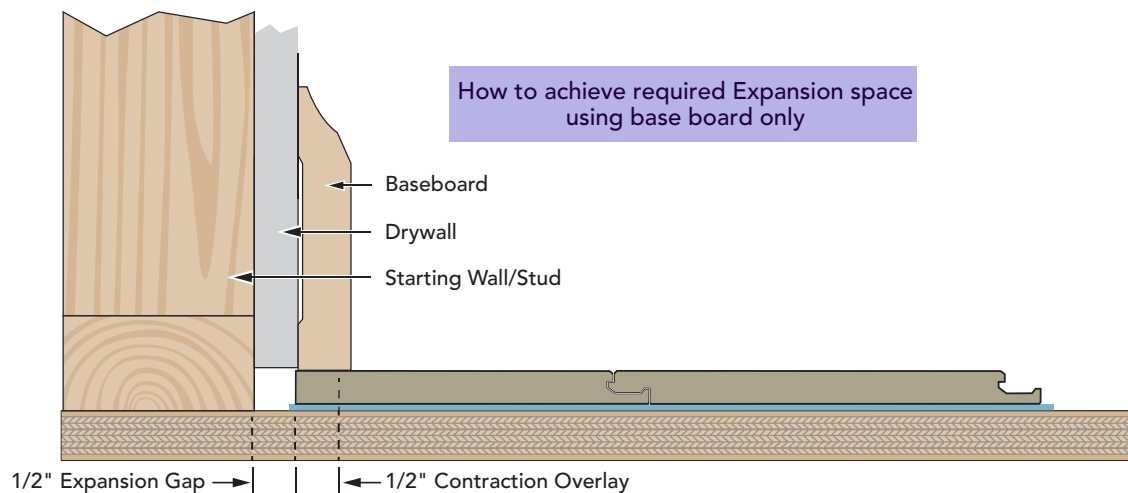 How to achieve required Expansion space
using base board only
Baseboard
Drywall
Starting Wall/Stud
1/2" Expansion Gap
1/2" Contraction Overlay